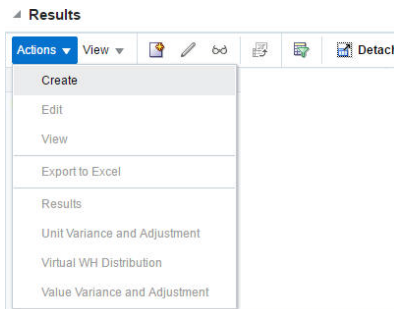 Results
Actions View Detach
Create
Edit
View
Export to Excel
Results
Unit Variance and Adjustment
Virtual WH Distribution
Value Variance and Adjustment